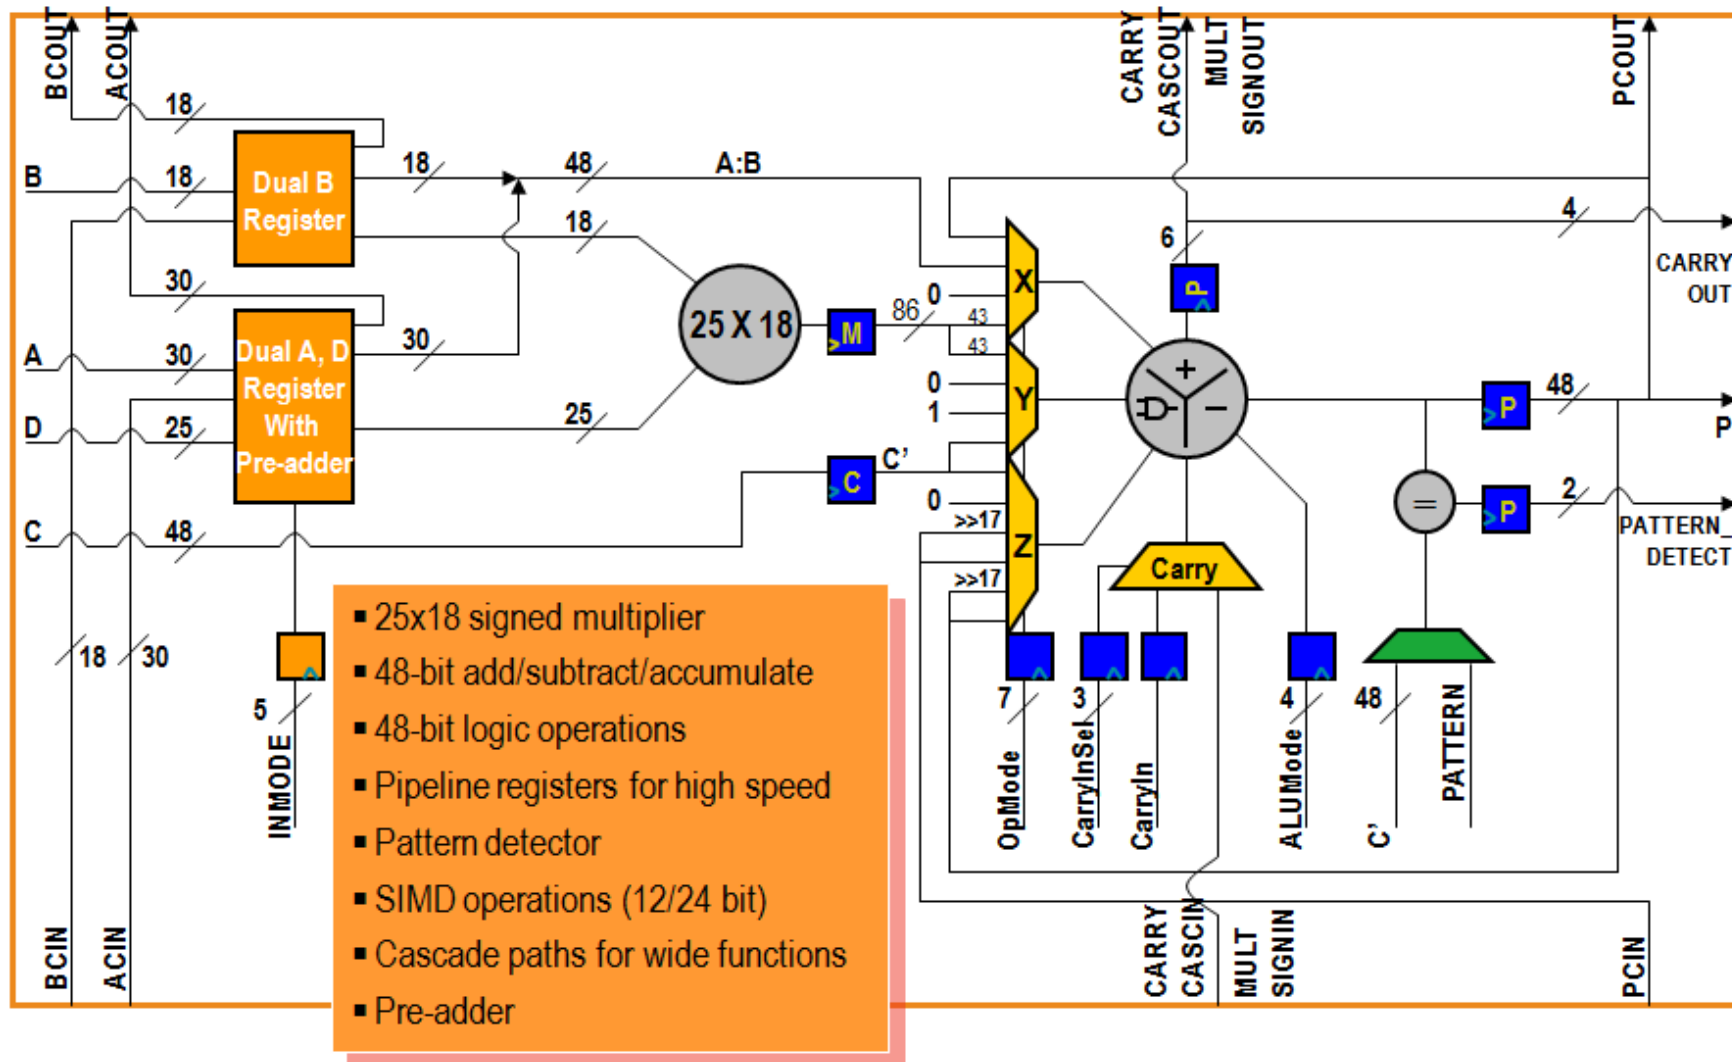 BCOUT
ACOUT
CARRY
CASCOUT
MULT
SIGNOUT
PCOUT
18
B
18
Dual B
Register
18
48
A:B
18
4
6
P
CARRY
OUT
30
A
30
Dual A, D
Register
With
Pre-adder
30
25 X 18
M
86
0
43
43
X
0
1
Y
+
−
P
48
P
D
25
25
C
C'
0
>>17
Z
>>17
=
P
2
PATTERN_
DETECT
C
48
Carry
18
30
5
INMODE
7
OpMode
3
CarryInSel
CarryIn
4
ALUMode
48
C'
PATTERN
▪ 25x18 signed multiplier
▪ 48-bit add/subtract/accumulate
▪ 48-bit logic operations
▪ Pipeline registers for high speed
▪ Pattern detector
▪ SIMD operations (12/24 bit)
▪ Cascade paths for wide functions
▪ Pre-adder
BCIN
ACIN
CARRY
CASCIN
MULT
SIGNIN
PCIN